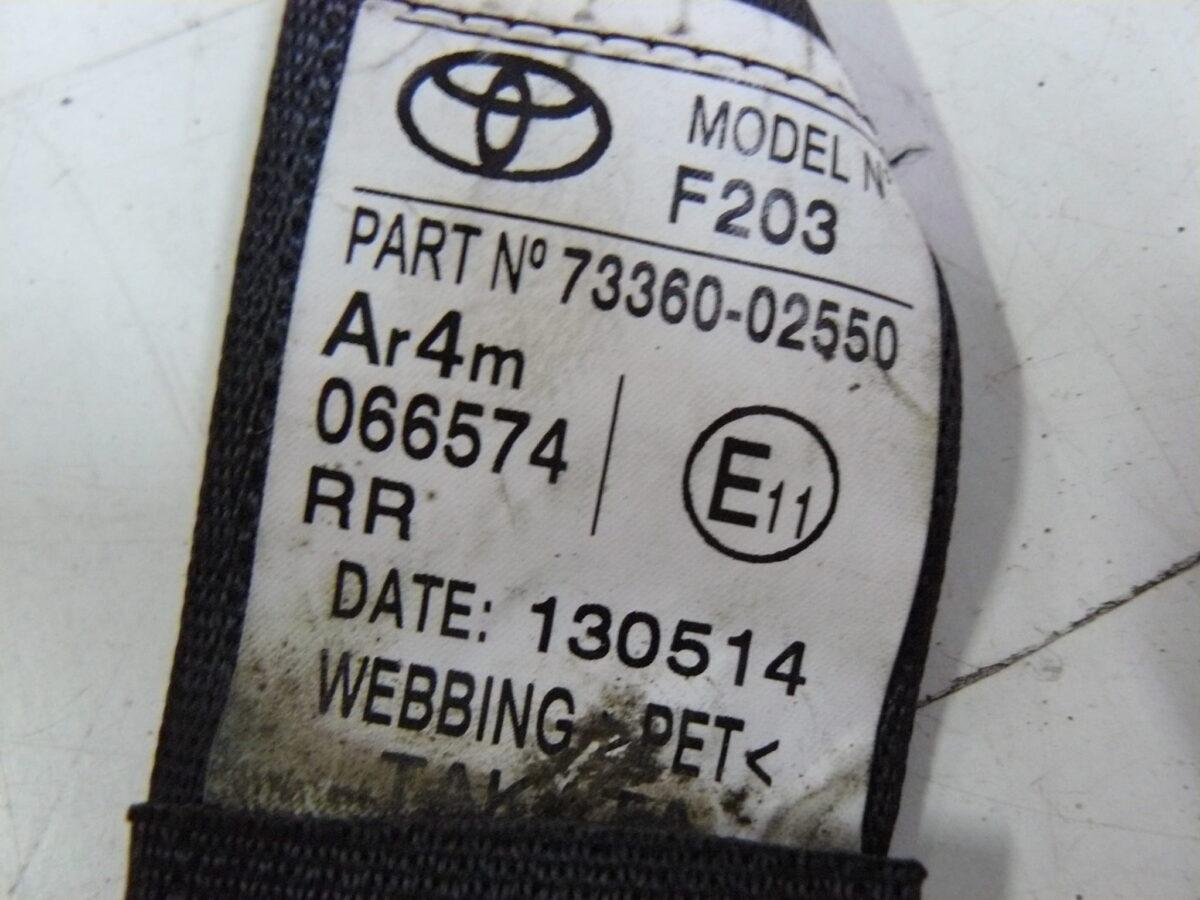 MODEL Nº
F203
PART Nº 73360-02550
Ar4m
066574
RR
E11
DATE: 130514
WEBBING >PET<